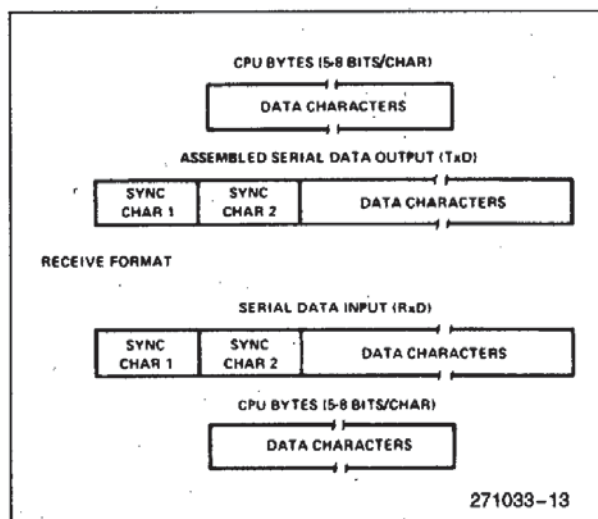 CPU BYTES (5-8 BITS/CHAR)
DATA CHARACTERS
ASSEMBLED SERIAL DATA OUTPUT (TxD)
SYNC CHAR 1
SYNC CHAR 2
DATA CHARACTERS
RECEIVE FORMAT
SERIAL DATA INPUT (RxD)
SYNC CHAR 1
SYNC CHAR 2
DATA CHARACTERS
CPU BYTES (5-8 BITS/CHAR)
DATA CHARACTERS
271033-13